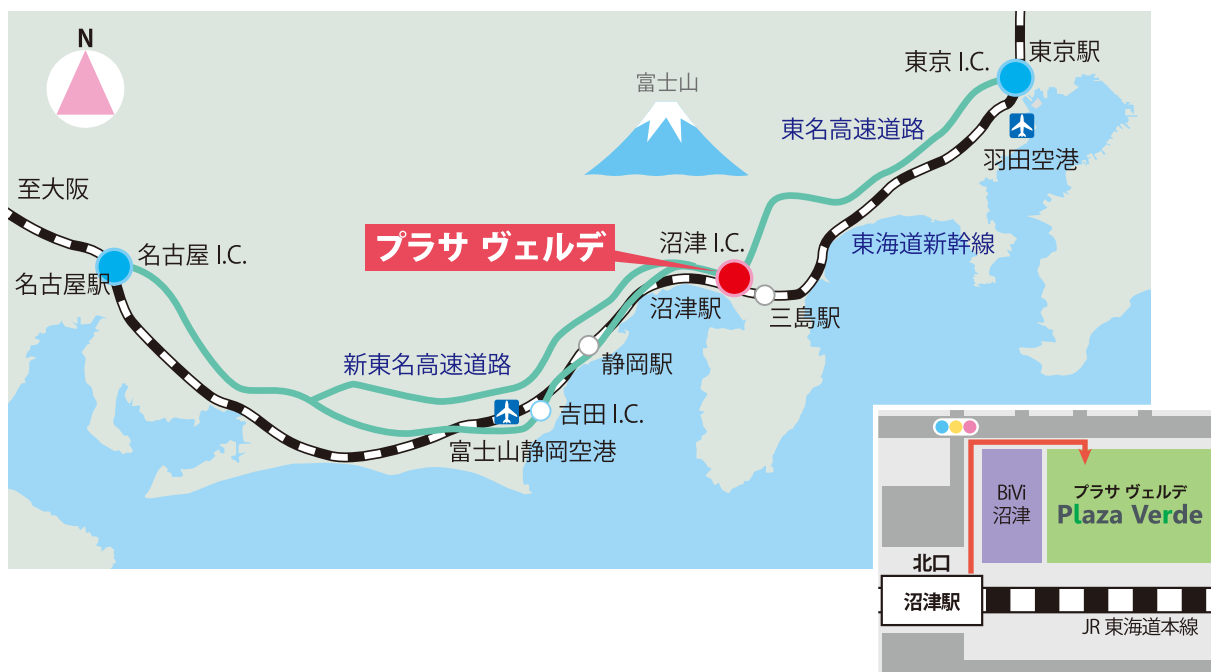 N
富士山
東京 I.C.
東京駅
東名高速道路
羽田空港
至大阪
プラサ ヴェルデ
沼津 I.C.
東海道新幹線
名古屋 I.C.
名古屋駅
沼津駅
三島駅
新東名高速道路
静岡駅
吉田 I.C.
富士山静岡空港
BiVi
沼津
プラサ ヴェルデ
Plaza Verde
北口
沼津駅
JR 東海道本線